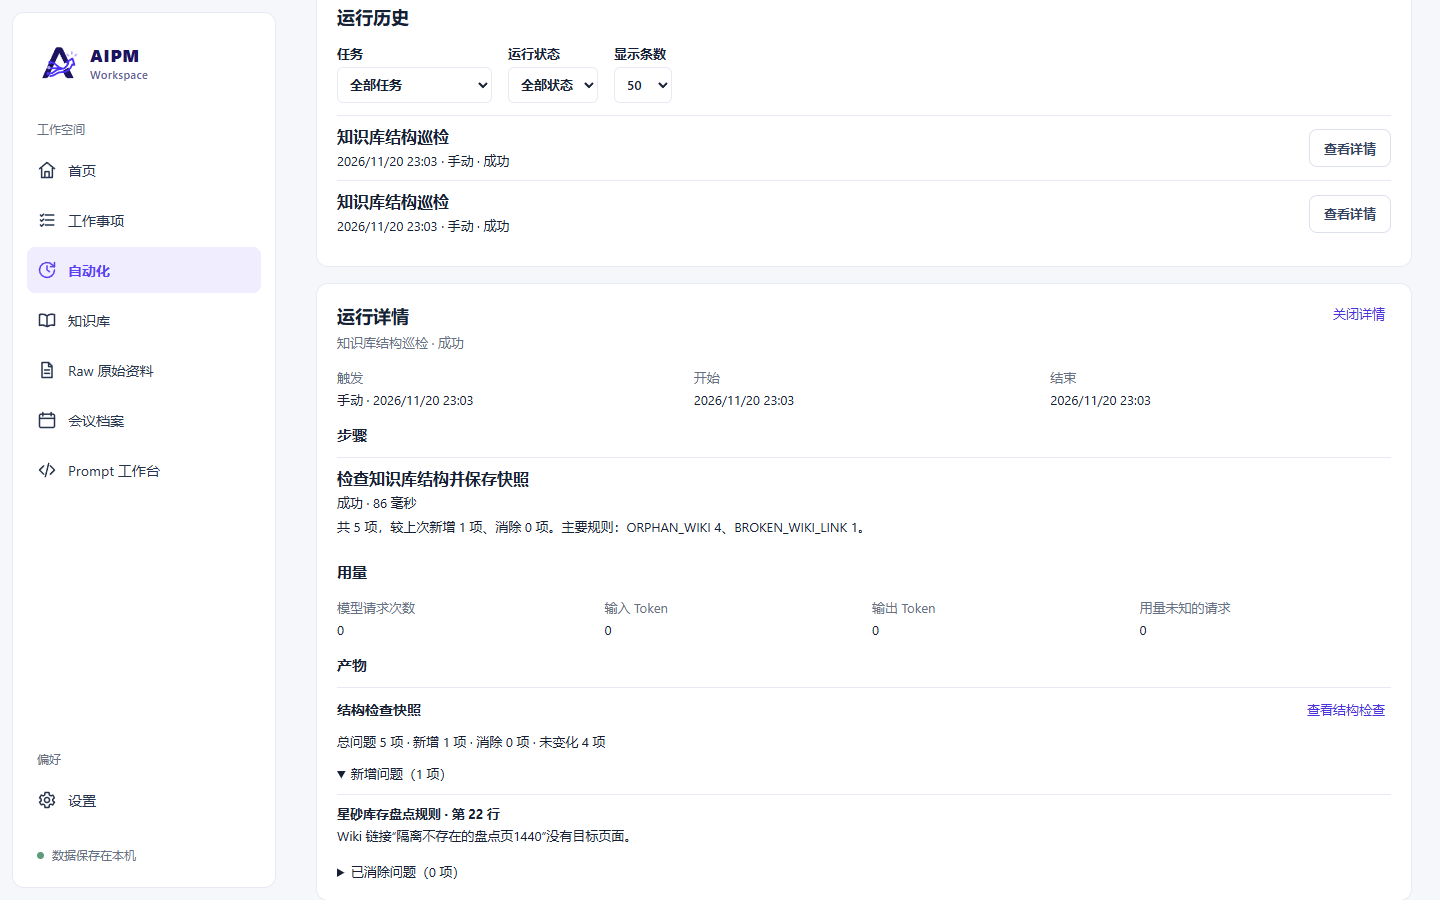 AIPM
Workspace
工作空间
首页
工作事项
自动化
知识库
Raw 原始资料
会议档案
Prompt 工作台
偏好
设置
数据保存在本机
运行历史
任务 运行状态 显示条数
全部任务 全部状态 50
知识库结构巡检
2026/11/20 23:03 · 手动 · 成功
查看详情
知识库结构巡检
2026/11/20 23:03 · 手动 · 成功
查看详情
运行详情
关闭详情
知识库结构巡检 · 成功
触发 开始 结束
手动 · 2026/11/20 23:03 2026/11/20 23:03 2026/11/20 23:03
步骤
检查知识库结构并保存快照
成功 · 86 毫秒
共 5 项，较上次新增 1 项、消除 0 项。主要规则：ORPHAN_WIKI 4、BROKEN_WIKI_LINK 1。
用量
模型请求次数 输入 Token 输出 Token 用量未知的请求
0 0 0 0
产物
结构检查快照 查看结构检查
总问题 5 项 · 新增 1 项 · 消除 0 项 · 未变化 4 项
▼ 新增问题（1 项）
星砂库存盘点规则 · 第 22 行
Wiki 链接“隔离不存在的盘点页1440”没有目标页面。
▶ 已消除问题（0 项）